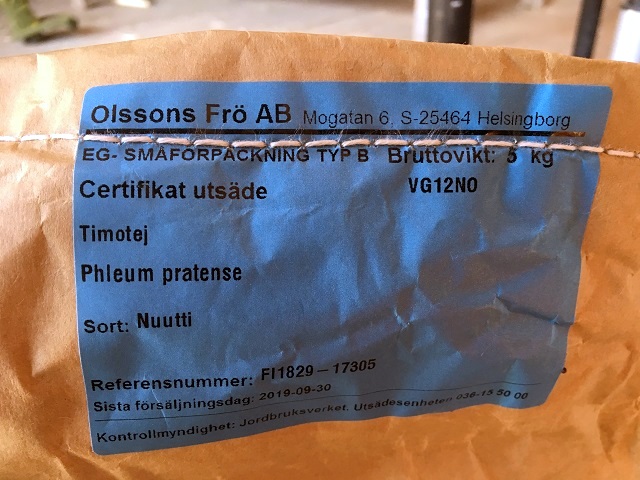 Olssons Frö AB Mogatan 6, S-25464 Helsingborg
EG- SMÅFÖRPACKNING TYP B Bruttovikt: 5 kg
Certifikat utsäde VG12NO
Timotej
Phleum pratense
Sort: Nuutti
Referensnummer: FI1829-17305
Sista försäljningsdag: 2019-09-30
Kontrollmyndighet: Jordbruksverket. Utsädesenheten 036-15 50 00